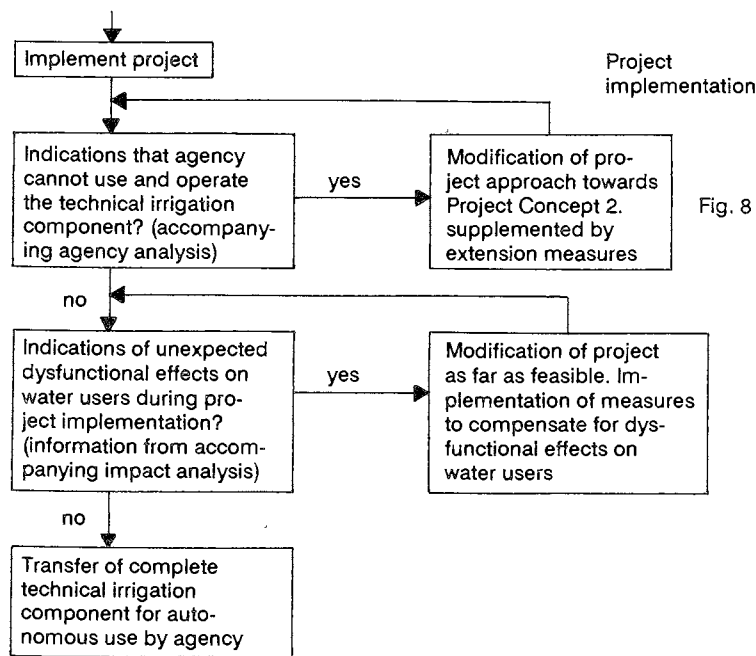 Implement project
Project
implementation
Indications that agency
cannot use and operate
the technical irrigation
component? (accompany-
ing agency analysis)
yes
Modification of pro-
ject approach towards
Project Concept 2.
supplemented by
extension measures
Fig. 8
no
Indications of unexpected
dysfunctional effects on
water users during pro-
ject implementation?
(information from accom-
panying impact analysis)
yes
Modification of project
as far as feasible. Im-
plementation of measures
to compensate for dys-
functional effects on
water users
no
Transfer of complete
technical irrigation
component for auto-
nomous use by agency